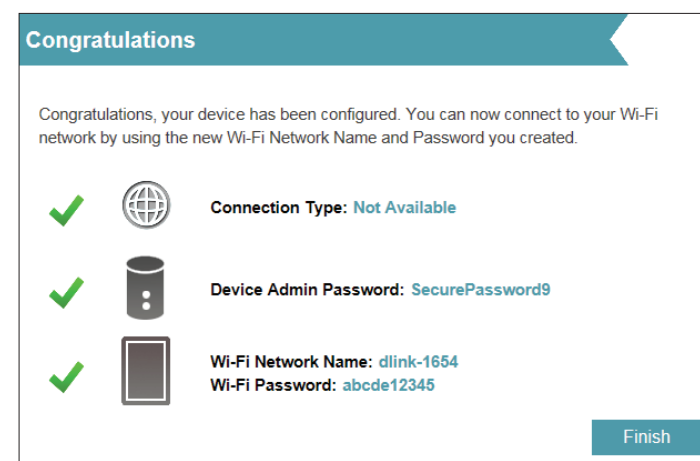 Congratulations
Congratulations, your device has been configured. You can now connect to your Wi-Fi
network by using the new Wi-Fi Network Name and Password you created.
Connection Type: Not Available
Device Admin Password: SecurePassword9
Wi-Fi Network Name: dlink-1654
Wi-Fi Password: abcde12345
Finish